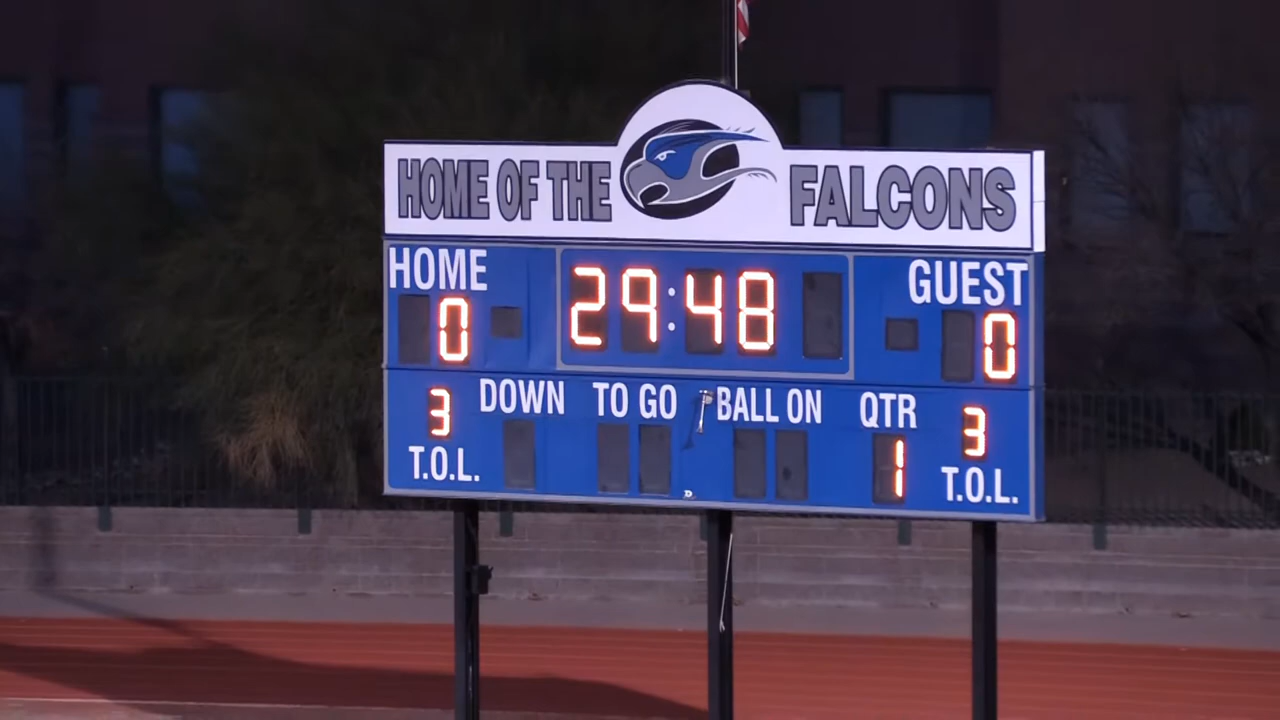 HOME OF THE FALCONS
HOME 29:48 GUEST
0 0
3 DOWN TO GO BALL ON QTR 3
T.O.L. 1 T.O.L.